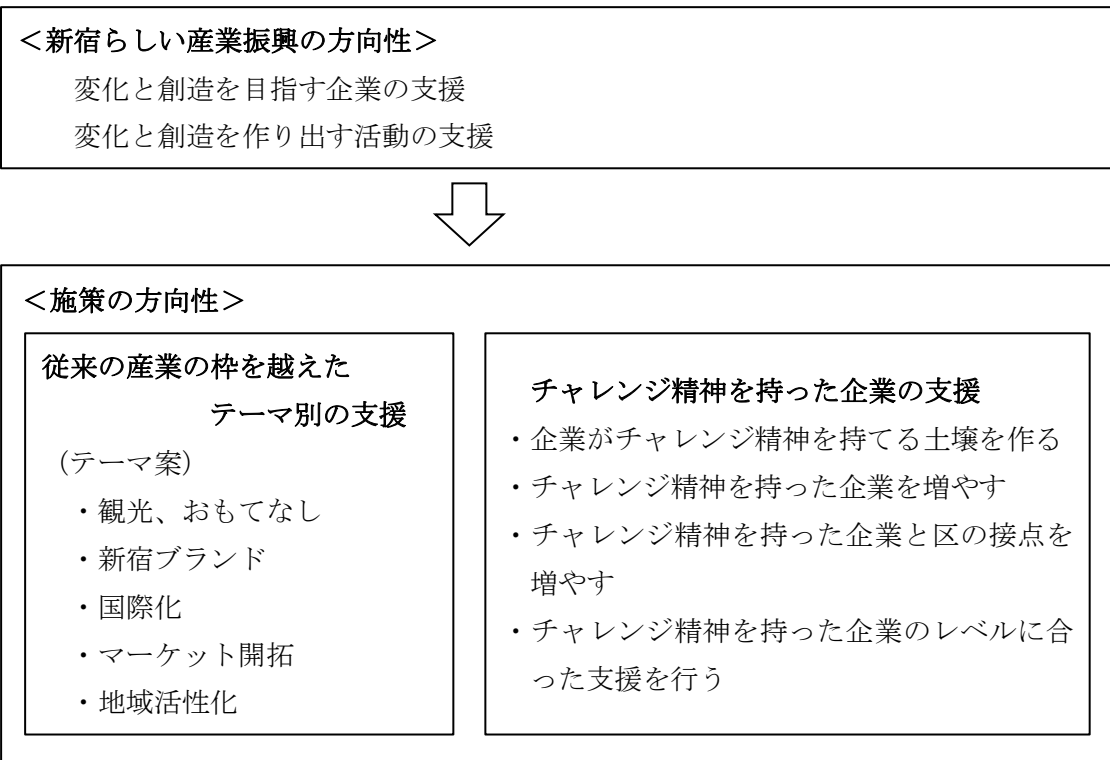 ＜新宿らしい産業振興の方向性＞
変化と創造を目指す企業の支援
変化と創造を作り出す活動の支援
＜施策の方向性＞
従来の産業の枠を越えた
テーマ別の支援
（テーマ案）
・観光、おもてなし
・新宿ブランド
・国際化
・マーケット開拓
・地域活性化
チャレンジ精神を持った企業の支援
・企業がチャレンジ精神を持てる土壌を作る
・チャレンジ精神を持った企業を増やす
・チャレンジ精神を持った企業と区の接点を
増やす
・チャレンジ精神を持った企業のレベルに合
った支援を行う